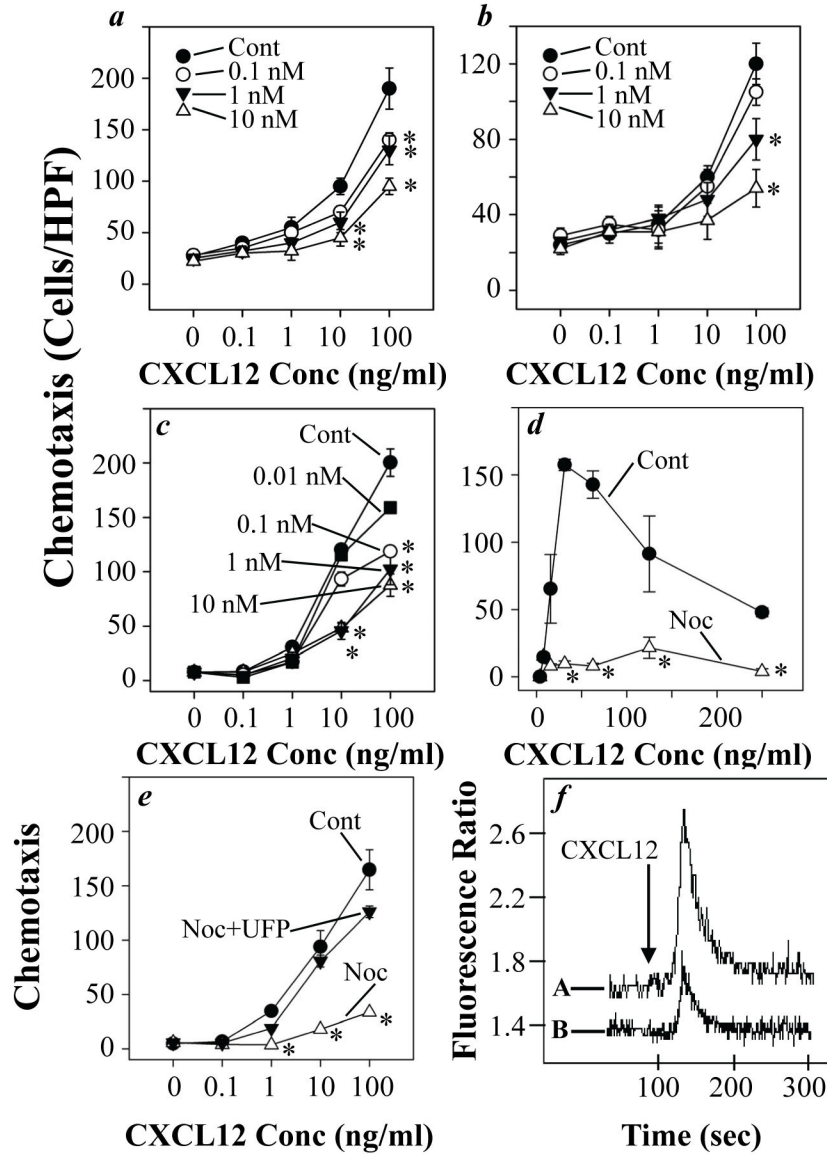 a
Cont
0.1 nM
1 nM
10 nM
200
150
100
50
0
*
*
*
*
*
0 0.1 1 10 100
CXCL12 Conc (ng/ml)
b
Cont
0.1 nM
1 nM
10 nM
120
80
40
0
*
*
0 0.1 1 10 100
CXCL12 Conc (ng/ml)
Chemotaxis (Cells/HPF)
c
Cont
0.01 nM
0.1 nM
1 nM
10 nM
200
150
100
50
0
*
*
*
*
*
0 0.1 1 10 100
CXCL12 Conc (ng/ml)
d
Cont
Noc
150
100
50
0
* * * *
0 100 200
CXCL12 Conc (ng/ml)
e
Cont
Noc+UFP
Noc
200
150
100
50
0
* * *
0 0.1 1 10 100
Chemotaxis
CXCL12 Conc (ng/ml)
f
CXCL12
2.6
2.2
1.8
1.4
A
B
100 200 300
Fluorescence Ratio
Time (sec)